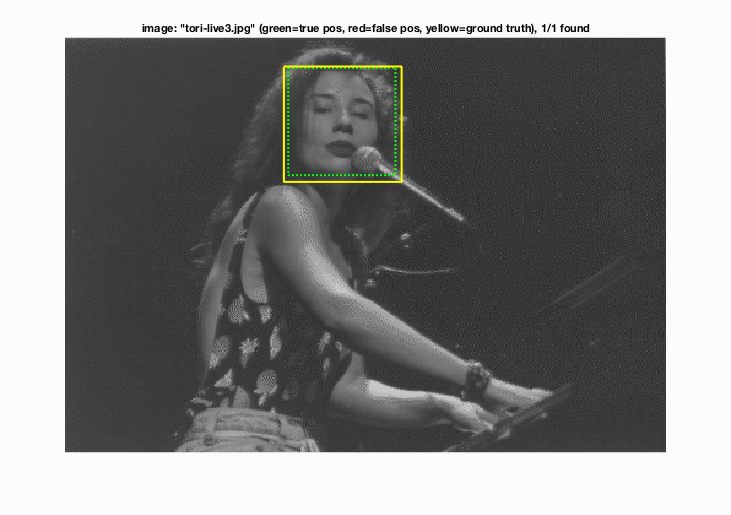 image: "tori-live3.jpg" (green=true pos, red=false pos, yellow=ground truth), 1/1 found